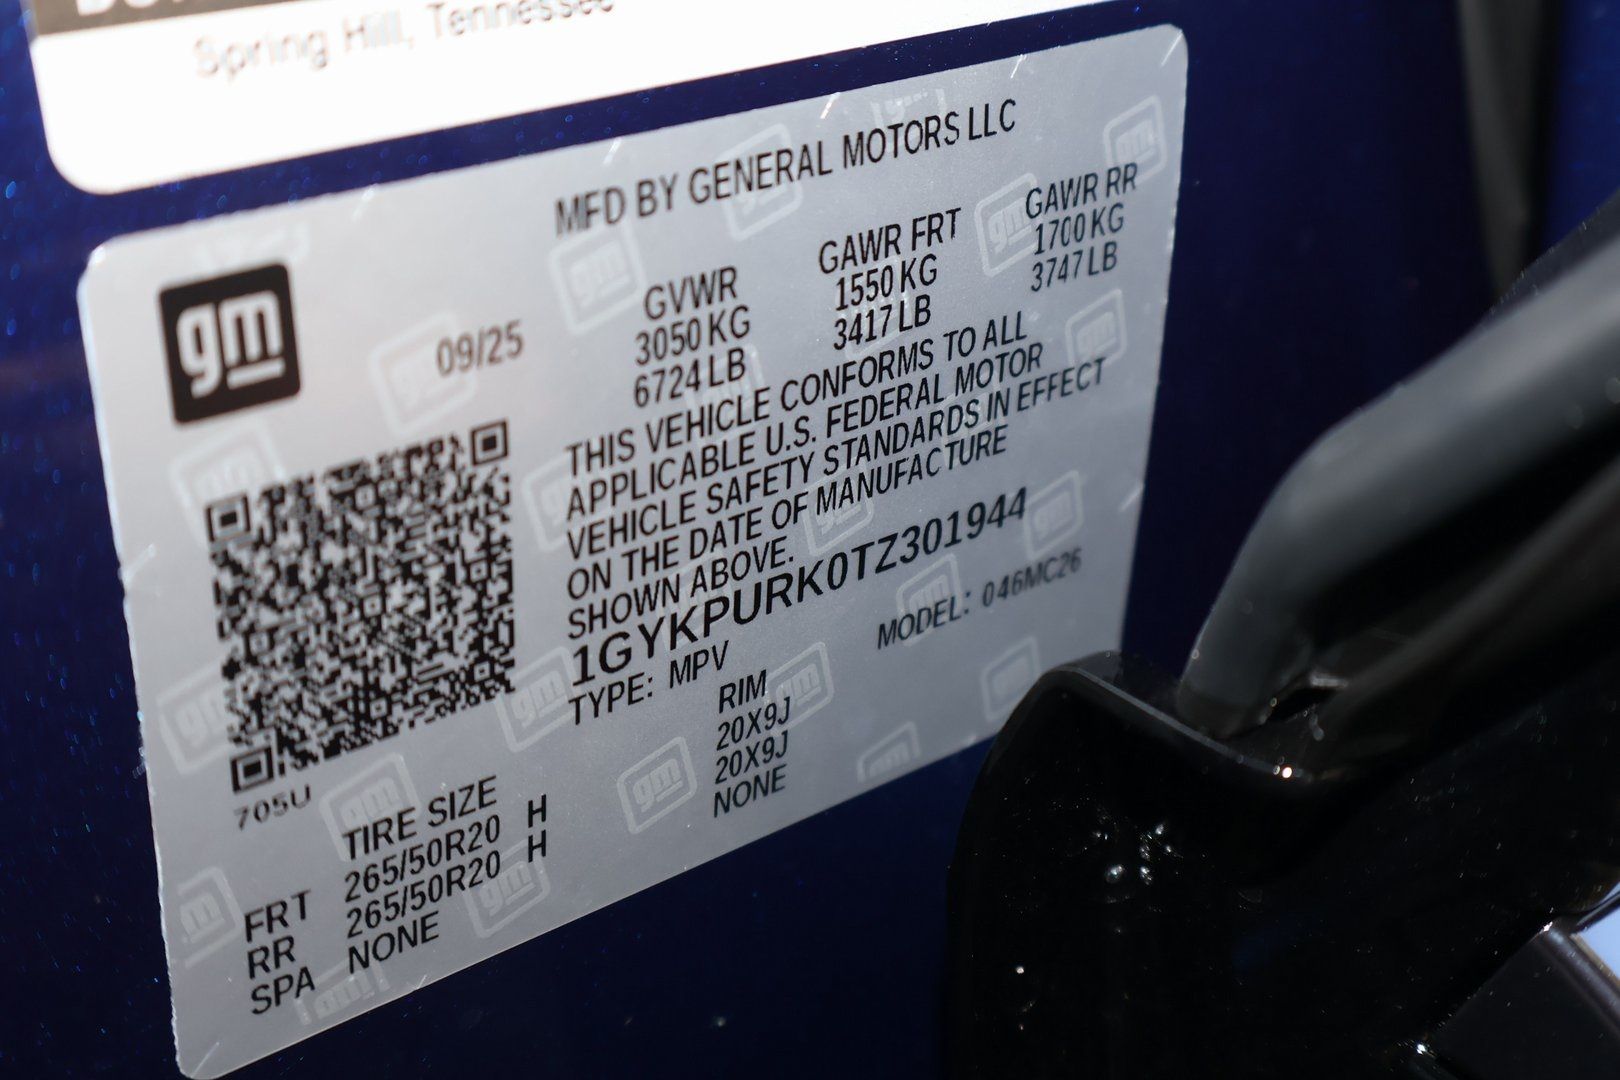 Spring Hill, Tennessee
MFD BY GENERAL MOTORS LLC
gm
09/25
GVWR
3050 KG
6724 LB
GAWR FRT
1550 KG
3417 LB
GAWR RR
1700 KG
3747 LB
THIS VEHICLE CONFORMS TO ALL
APPLICABLE U.S. FEDERAL MOTOR
VEHICLE SAFETY STANDARDS IN EFFECT
ON THE DATE OF MANUFACTURE
SHOWN ABOVE.
1GYKPURK0TZ301944
TYPE: MPV
MODEL: 046MC26
705U
TIRE SIZE
RIM
FRT 265/50R20 H 20X9J
RR 265/50R20 H 20X9J
SPA NONE NONE